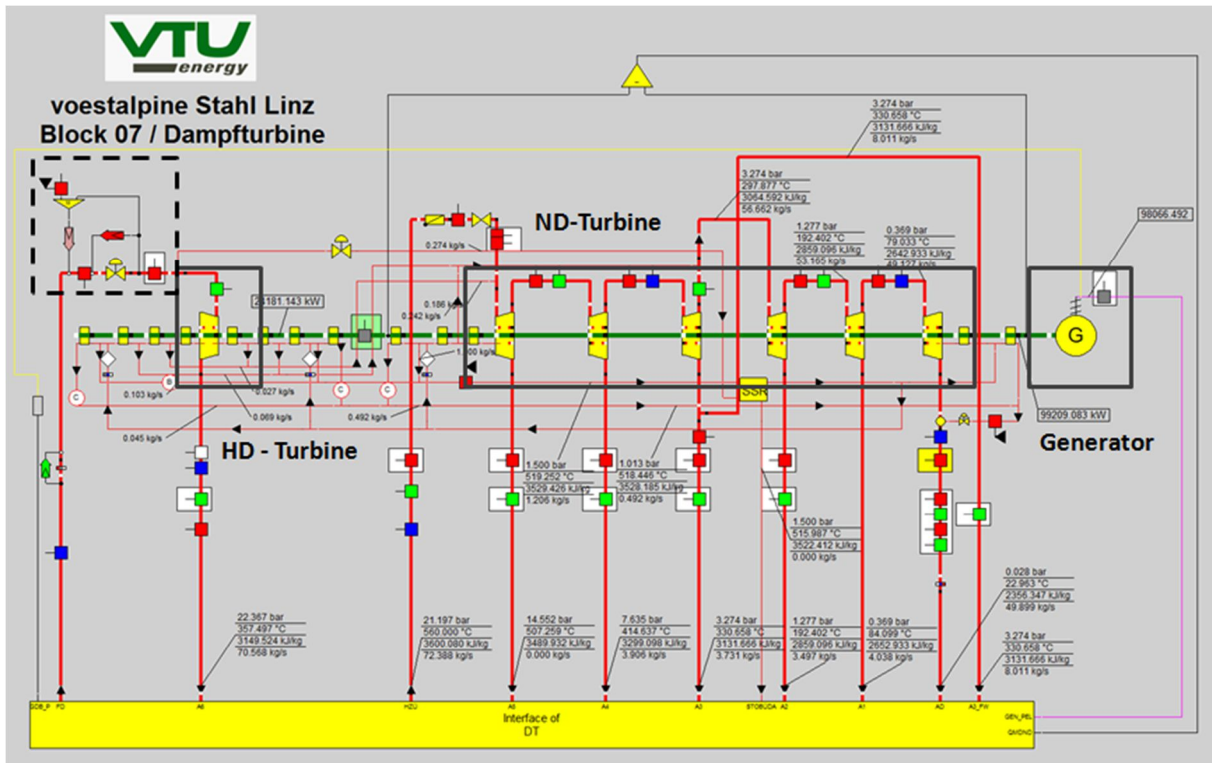 VTU
energy
voestalpine Stahl Linz
Block 07 / Dampfturbine
3.274 bar
330.658 °C
3131.666 kJ/kg
8.011 kg/s
3.274 bar
297.877 °C
3064.592 kJ/kg
56.662 kg/s
ND-Turbine
1.277 bar
192.402 °C
2859.096 kJ/kg
53.165 kg/s
0.369 bar
79.033 °C
2642.933 kJ/kg
49.127 kg/s
98066.492
0.274 kg/s
0.186 kg/s
0.242 kg/s
G
0.103 kg/s
B
0.027 kg/s
C
C
C
SSR
0.069 kg/s
0.492 kg/s
0.045 kg/s
99209.083 kW
HD - Turbine
Generator
1.500 bar
519.252 °C
3529.426 kJ/kg
1.206 kg/s
1.013 bar
518.446 °C
3528.185 kJ/kg
0.492 kg/s
1.500 bar
515.987 °C
3522.412 kJ/kg
0.000 kg/s
0.028 bar
22.963 °C
2356.347 kJ/kg
49.899 kg/s
22.367 bar
357.497 °C
3149.524 kJ/kg
70.568 kg/s
21.197 bar
560.000 °C
3600.080 kJ/kg
72.388 kg/s
14.552 bar
507.259 °C
3489.932 kJ/kg
0.000 kg/s
7.635 bar
414.637 °C
3299.098 kJ/kg
3.906 kg/s
3.274 bar
330.658 °C
3131.666 kJ/kg
3.731 kg/s
1.277 bar
192.402 °C
2859.096 kJ/kg
3.497 kg/s
0.369 bar
84.099 °C
2652.933 kJ/kg
4.038 kg/s
3.274 bar
330.658 °C
3131.666 kJ/kg
8.011 kg/s
FD
A6
HZU
A5
A4
A3
STOBUDA
A2
A1
AD
A3_FW
Interface of
DT
GEN_PEL